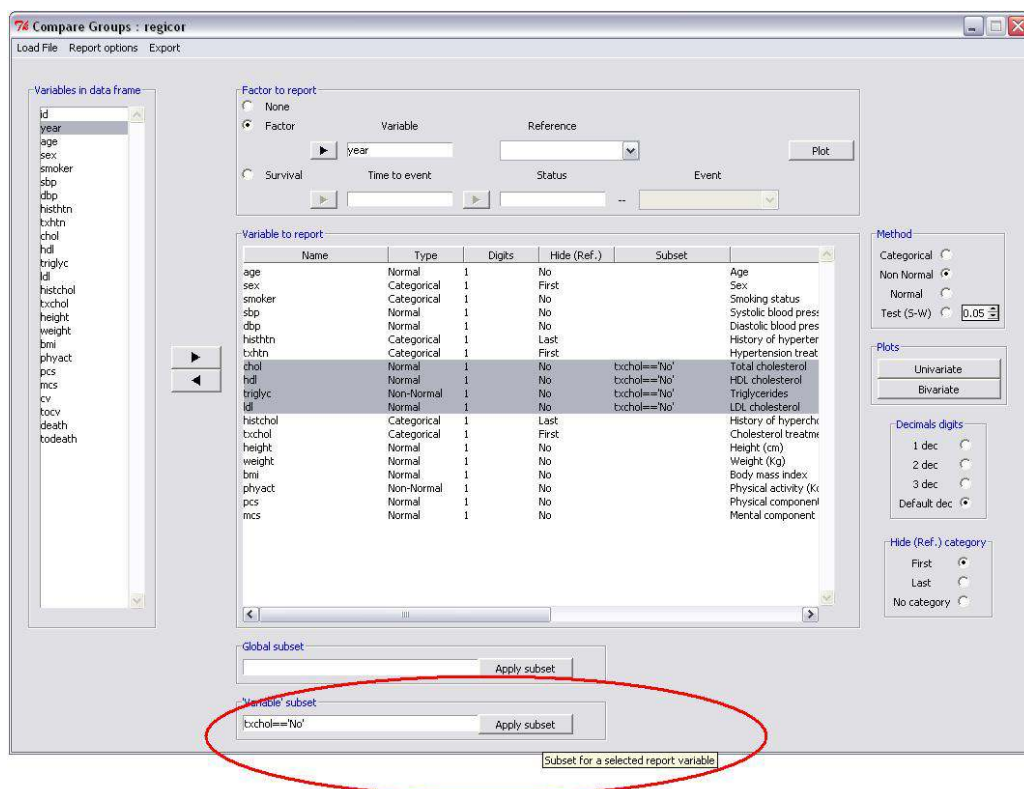 Compare Groups : regicor
Load File Report options Export
Variables in data frame
id
year
age
sex
smoker
sbp
dbp
histhtn
txhtn
chol
hdl
triglyc
ldl
histchol
txchol
height
weight
bmi
phyact
pcs
mcs
cv
tocv
death
todeath
Factor to report
None
Factor Variable Reference
year Plot
Survival Time to event Status Event
--
Variable to report
Name Type Digits Hide (Ref.) Subset
age Normal 1 No Age
sex Categorical 1 First Sex
smoker Categorical 1 No Smoking status
sbp Normal 1 No Systolic blood press
dbp Normal 1 No Diastolic blood pres
histhtn Categorical 1 Last History of hyperter
txhtn Categorical 1 First Hypertension treat
chol Normal 1 No txchol=='No' Total cholesterol
hdl Normal 1 No txchol=='No' HDL cholesterol
triglyc Non-Normal 1 No txchol=='No' Triglycerides
ldl Normal 1 No txchol=='No' LDL cholesterol
histchol Categorical 1 Last History of hypercho
txchol Categorical 1 First Cholesterol treatme
height Normal 1 No Height (cm)
weight Normal 1 No Weight (Kg)
bmi Normal 1 No Body mass index
phyact Non-Normal 1 No Physical activity (Kc
pcs Normal 1 No Physical component
mcs Normal 1 No Mental component
Method
Categorical
Non Normal
Normal
Test (S-W) 0.05
Plots
Univariate
Bivariate
Decimals digits
1 dec
2 dec
3 dec
Default dec
Hide (Ref.) category
First
Last
No category
Global subset
Apply subset
'Variable' subset
txchol=='No' Apply subset
Subset for a selected report variable